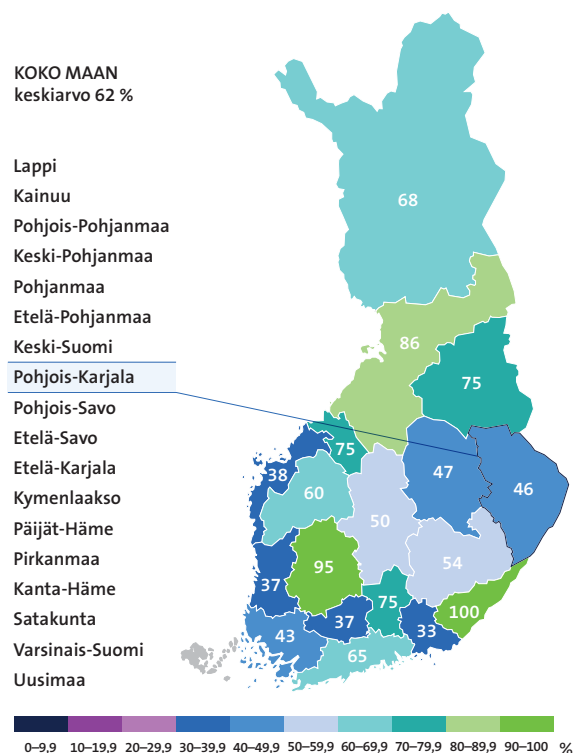 KOKO MAAN
keskiarvo 62 %
Lappi
Kainuu
Pohjois-Pohjanmaa
Keski-Pohjanmaa
Pohjanmaa
Etelä-Pohjanmaa
Keski-Suomi
Pohjois-Karjala
Pohjois-Savo
Etelä-Savo
Etelä-Karjala
Kymenlaakso
Päijät-Häme
Pirkanmaa
Kanta-Häme
Satakunta
Varsinais-Suomi
Uusimaa
68
86
75
75
38
47
46
60
50
54
95
37
75
100
37
33
43
65
0–9,9 10–19,9 20–29,9 30–39,9 40–49,9 50–59,9 60–69,9 70–79,9 80–89,9 90–100 %